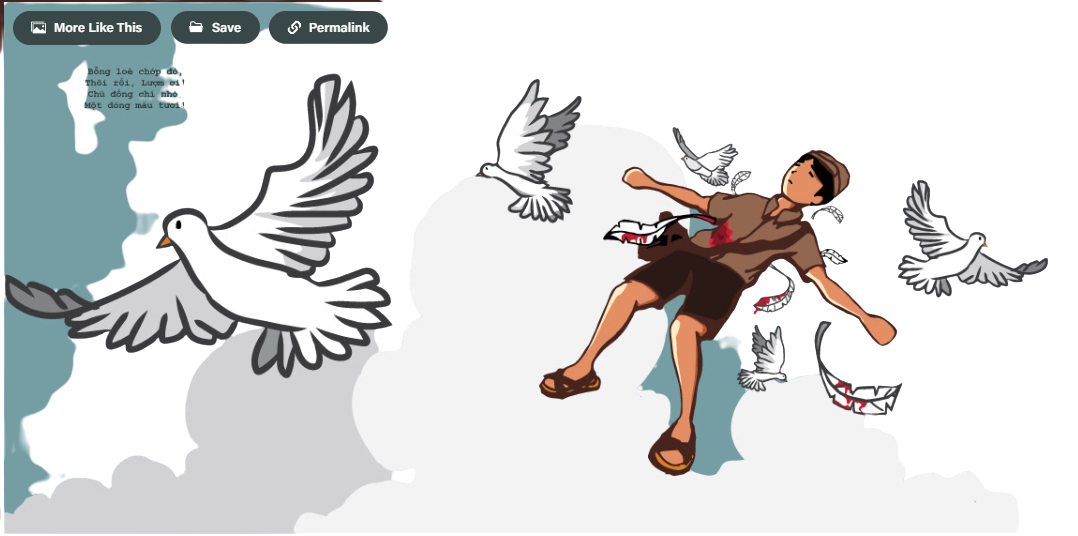 More Like This
Save
Permalink
Bỗng loè chớp đỏ,
Thôi rồi, Lượm ơi!
Chú đồng chí nhỏ
Một dòng máu tươi!